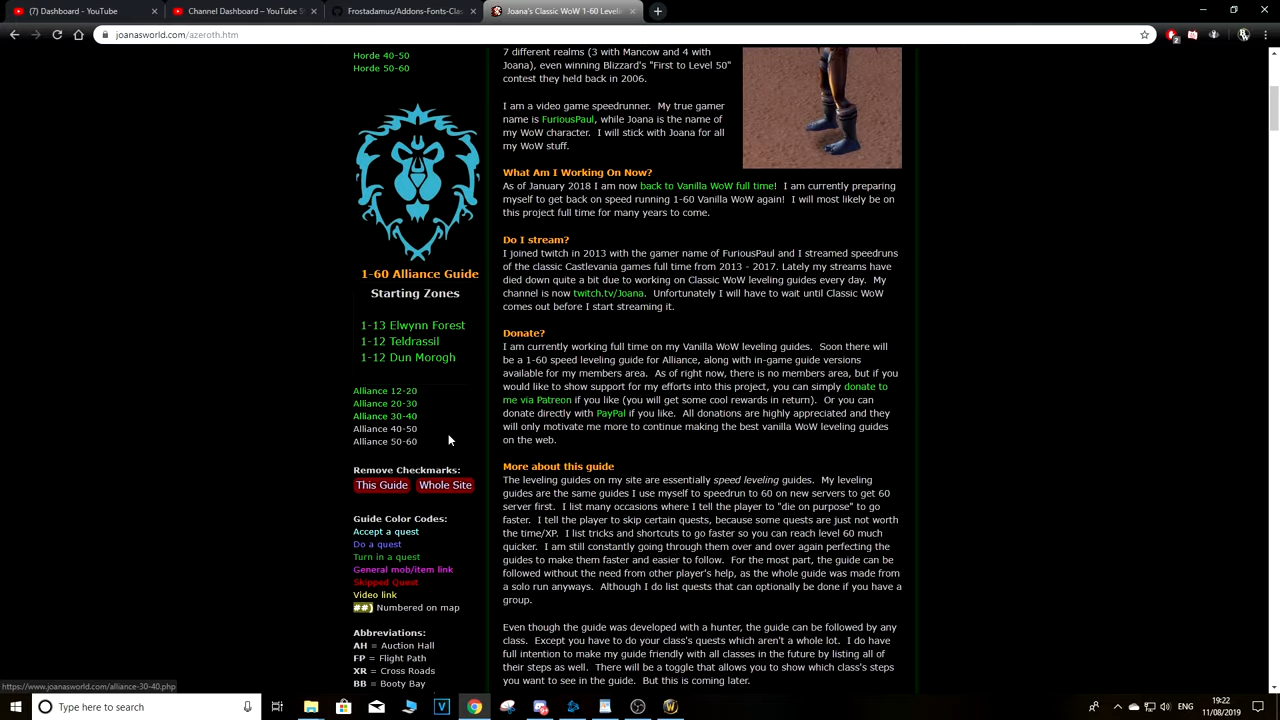 (7) Dashboard - YouTube
Channel Dashboard – YouTube S
Frostadamus/Addons-Fonts-Clas
Joana's Classic WoW 1-60 Leveli
joanasworld.com/azeroth.htm
Horde 40-50
Horde 50-60
1-60 Alliance Guide
Starting Zones
1-13 Elwynn Forest
1-12 Teldrassil
1-12 Dun Morogh
Alliance 12-20
Alliance 20-30
Alliance 30-40
Alliance 40-50
Alliance 50-60
Remove Checkmarks:
This Guide Whole Site
Guide Color Codes:
Accept a quest
Do a quest
Turn in a quest
General mob/item link
Skipped Quest
Video link
##) Numbered on map
Abbreviations:
AH = Auction Hall
FP = Flight Path
XR = Cross Roads
BB = Booty Bay
7 different realms (3 with Mancow and 4 with
Joana), even winning Blizzard's "First to Level 50"
contest they held back in 2006.
I am a video game speedrunner. My true gamer
name is FuriousPaul, while Joana is the name of
my WoW character. I will stick with Joana for all
my WoW stuff.
What Am I Working On Now?
As of January 2018 I am now back to Vanilla WoW full time! I am currently preparing
myself to get back on speed running 1-60 Vanilla WoW again! I will most likely be on
this project full time for many years to come.
Do I stream?
I joined twitch in 2013 with the gamer name of FuriousPaul and I streamed speedruns
of the classic Castlevania games full time from 2013 - 2017. Lately my streams have
died down quite a bit due to working on Classic WoW leveling guides every day. My
channel is now twitch.tv/Joana. Unfortunately I will have to wait until Classic WoW
comes out before I start streaming it.
Donate?
I am currently working full time on my Vanilla WoW leveling guides. Soon there will
be a 1-60 speed leveling guide for Alliance, along with in-game guide versions
available for my members area. As of right now, there is no members area, but if you
would like to show support for my efforts into this project, you can simply donate to
me via Patreon if you like (you will get some cool rewards in return). Or you can
donate directly with PayPal if you like. All donations are highly appreciated and they
will only motivate me more to continue making the best vanilla WoW leveling guides
on the web.
More about this guide
The leveling guides on my site are essentially speed leveling guides. My leveling
guides are the same guides I use myself to speedrun to 60 on new servers to get 60
server first. I list many occasions where I tell the player to "die on purpose" to go
faster. I tell the player to skip certain quests, because some quests are just not worth
the time/XP. I list tricks and shortcuts to go faster so you can reach level 60 much
quicker. I am still constantly going through them over and over again perfecting the
guides to make them faster and easier to follow. For the most part, the guide can be
followed without the need from other player's help, as the whole guide was made from
a solo run anyways. Although I do list quests that can optionally be done if you have a
group.
Even though the guide was developed with a hunter, the guide can be followed by any
class. Except you have to do your class's quests which aren't a whole lot. I do have
full intention to make my guide friendly with all classes in the future by listing all of
their steps as well. There will be a toggle that allows you to show which class's steps
you want to see in the guide. But this is coming later.
https://www.joanasworld.com/alliance-30-40.php
Type here to search
ENG
19:22
11/08/2019